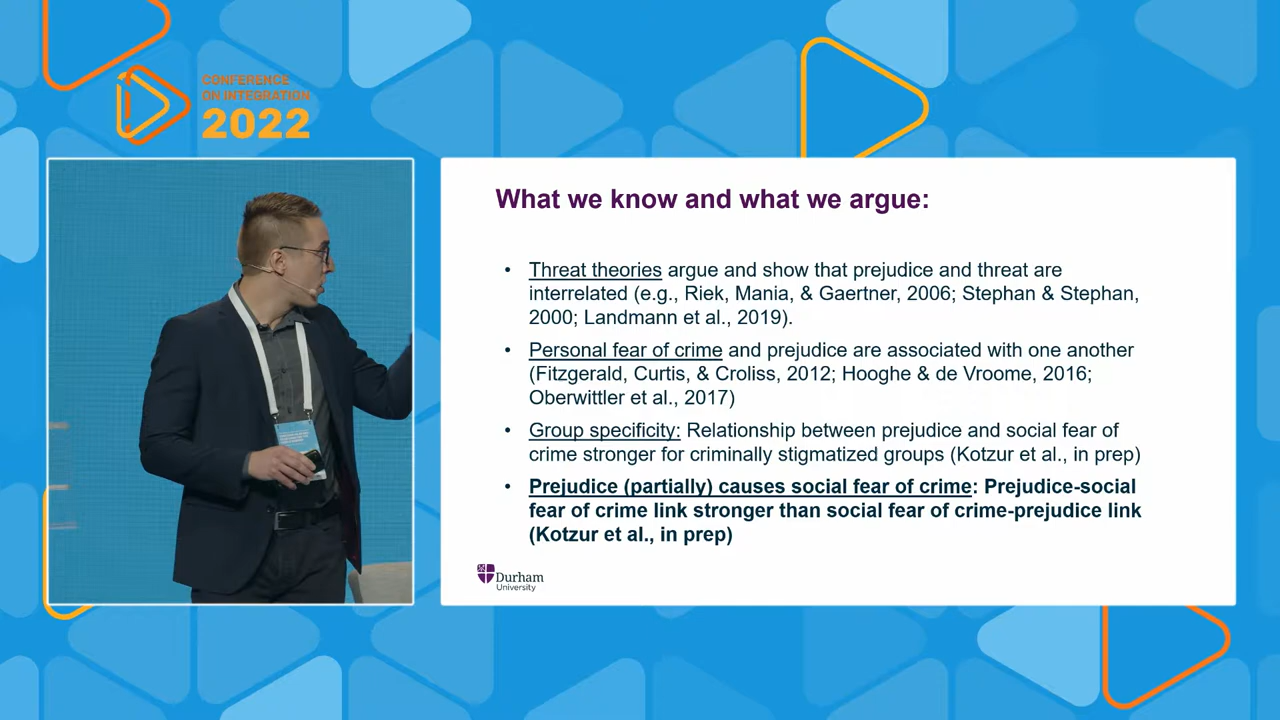 CONFERENCE
ON INTEGRATION
2022
What we know and what we argue:
• Threat theories argue and show that prejudice and threat are
interrelated (e.g., Riek, Mania, & Gaertner, 2006; Stephan & Stephan,
2000; Landmann et al., 2019).
• Personal fear of crime and prejudice are associated with one another
(Fitzgerald, Curtis, & Croliss, 2012; Hooghe & de Vroome, 2016;
Oberwittler et al., 2017)
• Group specificity: Relationship between prejudice and social fear of
crime stronger for criminally stigmatized groups (Kotzur et al., in prep)
• Prejudice (partially) causes social fear of crime: Prejudice-social
fear of crime link stronger than social fear of crime-prejudice link
(Kotzur et al., in prep)
Durham
University